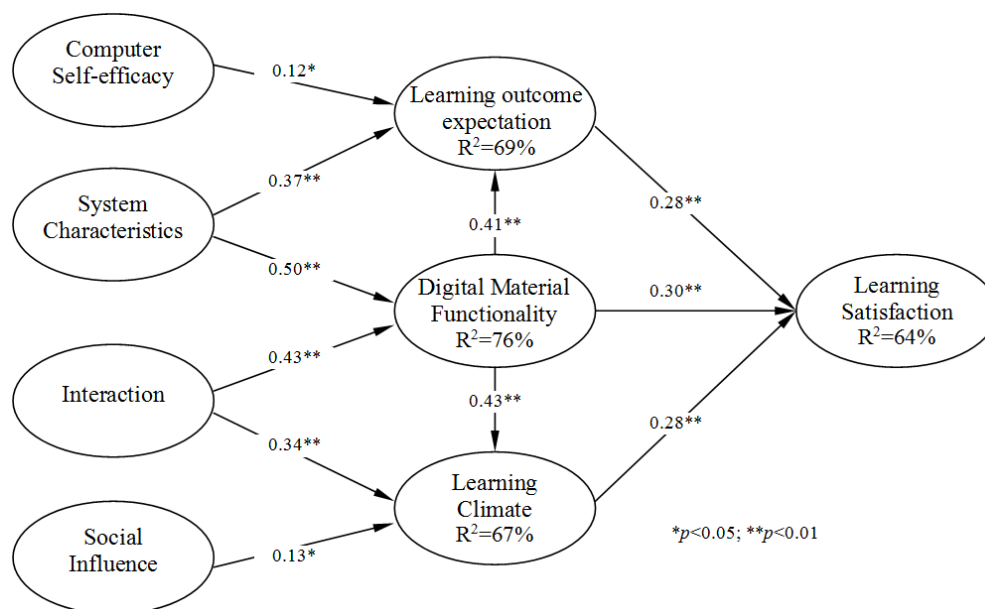 Computer
Self-efficacy
0.12*
Learning outcome
expectation
R²=69%
0.37**
System
Characteristics
0.28**
0.41**
0.50**
Digital Material
Functionality
R²=76%
0.30**
Learning
Satisfaction
R²=64%
0.43**
Interaction
0.43**
0.34**
0.28**
Learning
Climate
R²=67%
Social
Influence
0.13*
*p<0.05; **p<0.01